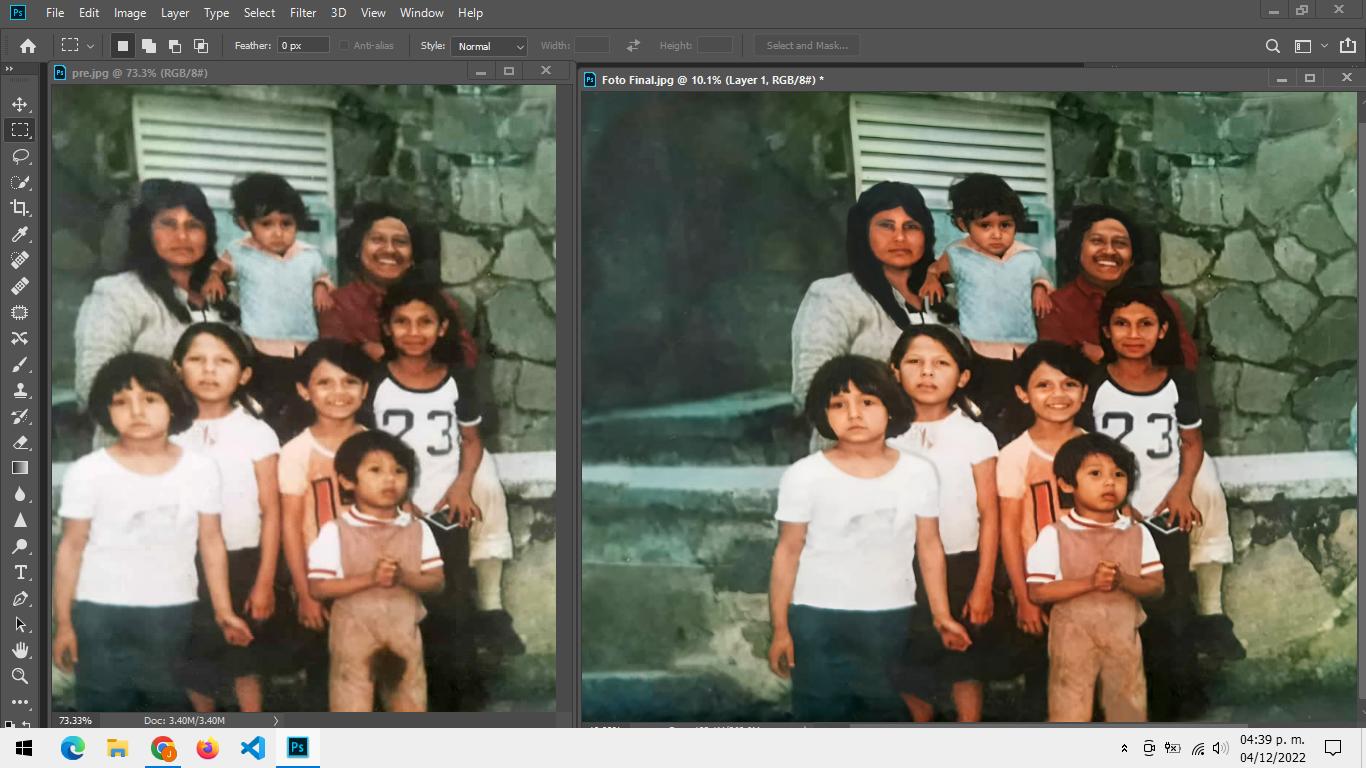 Ps File Edit Image Layer Type Select Filter 3D View Window Help
Feather: 0 px Anti-alias Style: Normal Width: Height: Select and Mask...
Ps pre.jpg @ 73.3% (RGB/8#)
Ps Foto Final.jpg @ 10.1% (Layer 1, RGB/8#) *
23
23
73.33% Doc: 3.40M/3.40M
Ps
04:39 p. m.
04/12/2022